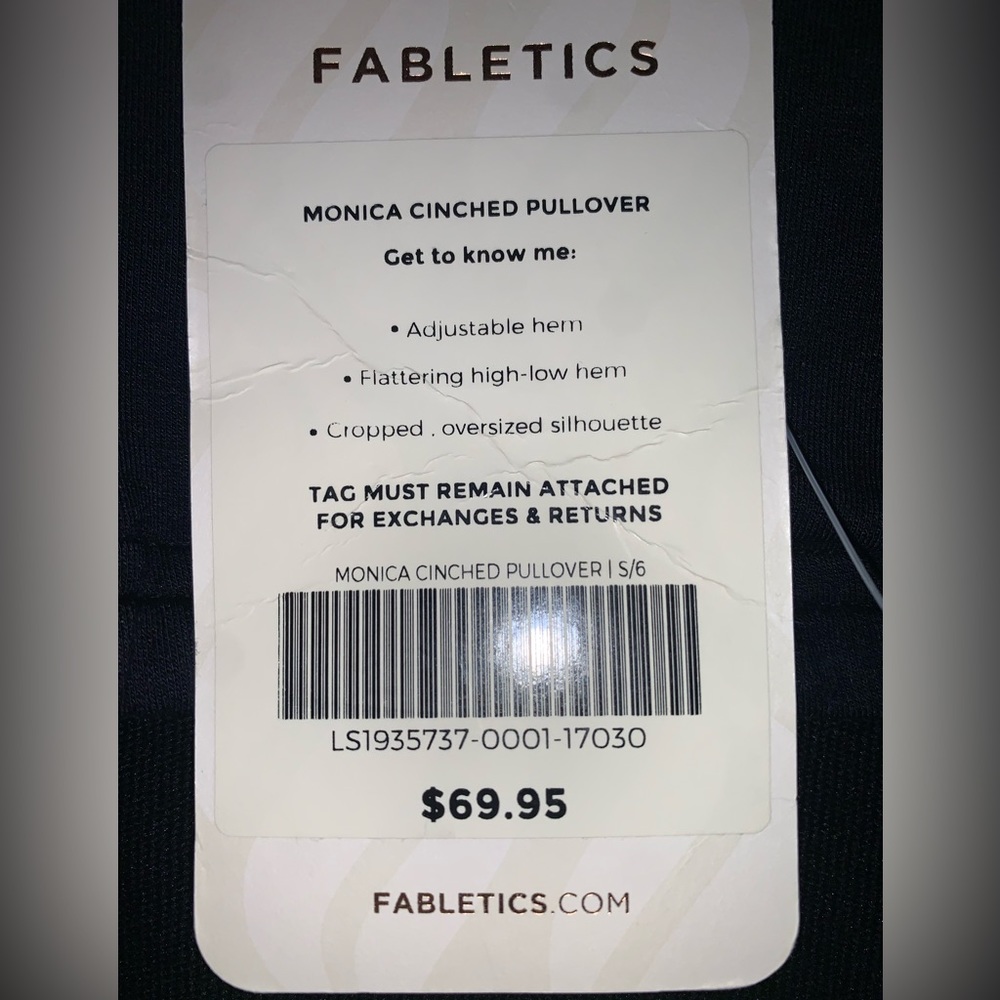 FABLETICS
MONICA CINCHED PULLOVER
Get to know me:
• Adjustable hem
• Flattering high-low hem
• Cropped , oversized silhouette
TAG MUST REMAIN ATTACHED
FOR EXCHANGES & RETURNS
MONICA CINCHED PULLOVER | S/6
LS1935737-0001-17030
$69.95
FABLETICS.COM